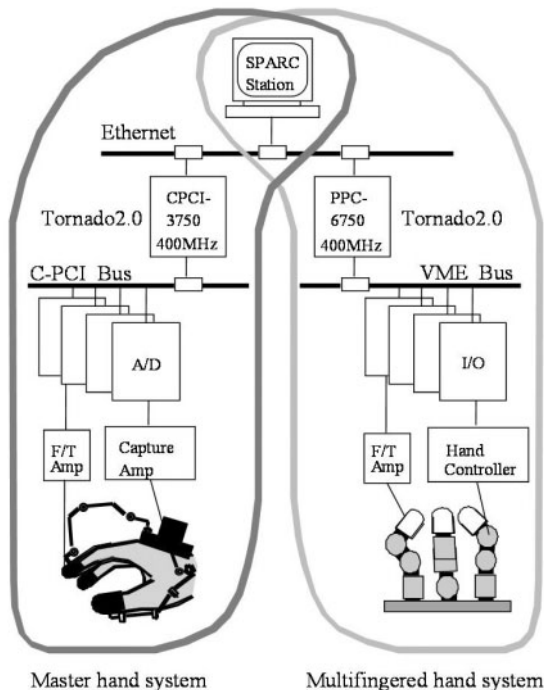 SPARC
Station
Ethernet
CPCI-
3750
400MHz
PPC-
6750
400MHz
Tornado2.0
Tornado2.0
C-PCI Bus
VME Bus
A/D
I/O
F/T
Amp
Capture
Amp
F/T
Amp
Hand
Controller
Master hand system
Multifingered hand system